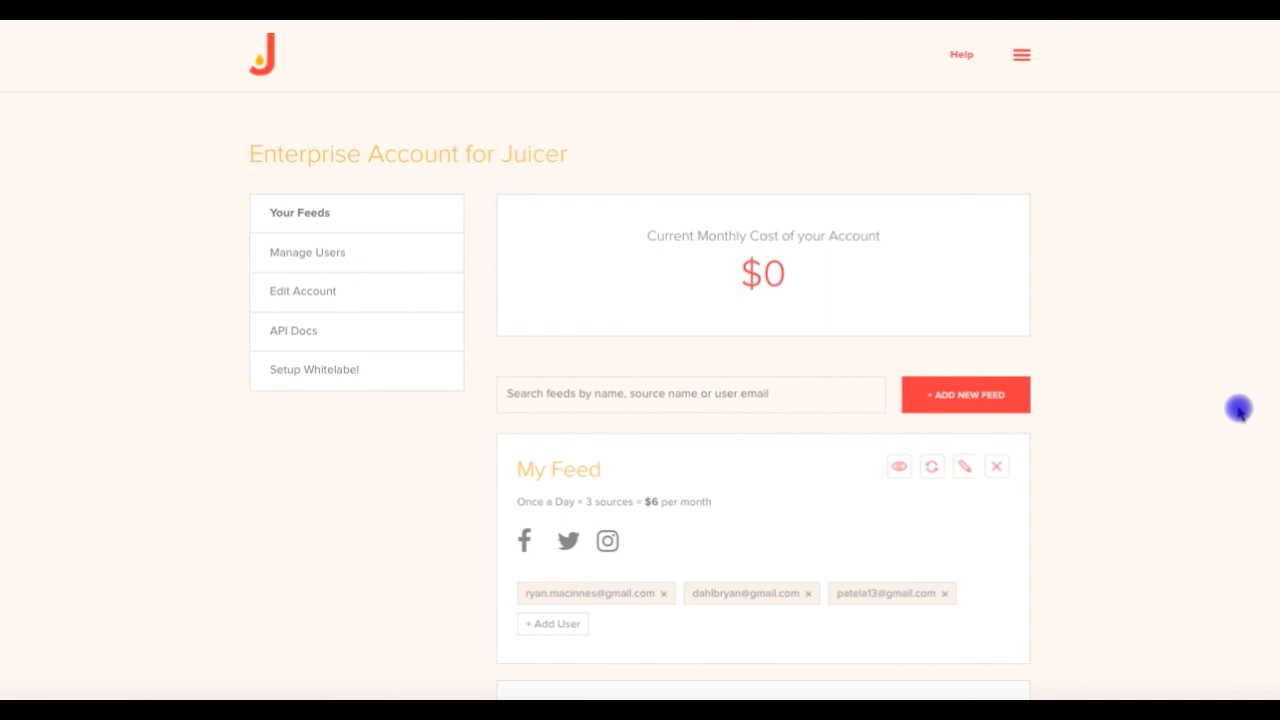 J
Help
Enterprise Account for Juicer
Your Feeds
Manage Users
Edit Account
API Docs
Setup Whitelabel
Current Monthly Cost of your Account
$0
Search feeds by name, source name or user email
+ ADD NEW FEED
My Feed
Once a Day × 3 sources = $6 per month
ryan.macinnes@gmail.com × dahlbryan@gmail.com × patela13@gmail.com ×
+ Add User